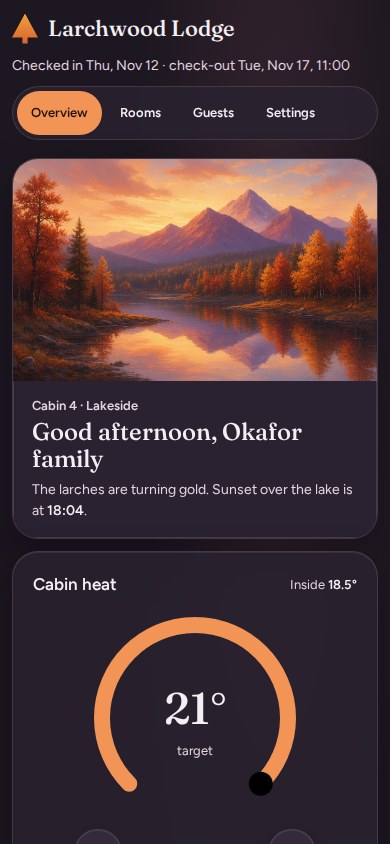 Larchwood Lodge
Checked in Thu, Nov 12 · check-out Tue, Nov 17, 11:00
Overview Rooms Guests Settings
Cabin 4 · Lakeside
Good afternoon, Okafor
family
The larches are turning gold. Sunset over the lake is
at 18:04.
Cabin heat Inside 18.5°
21°
target